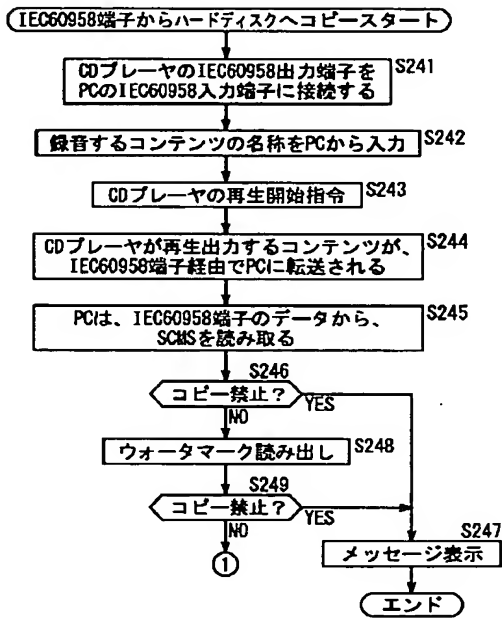 IEC60958端子からハードディスクへコピースタート
CDプレーヤのIEC60958出力端子を
PCのIEC60958入力端子に接続する
S241
録音するコンテンツの名称をPCから入力
S242
CDプレーヤの再生開始指令
S243
CDプレーヤが再生出力するコンテンツが、
IEC60958端子経由でPCに転送される
S244
PCは、IEC60958端子のデータから、
SCMSを読み取る
S245
S246
コピー禁止?
YES
NO
ウォータマーク読み出し
S248
S249
コピー禁止?
YES
NO
①
S247
メッセージ表示
エンド